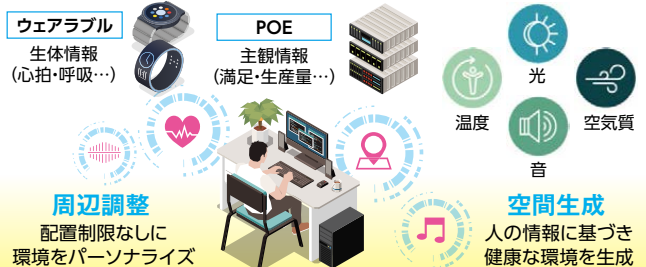 ウェアラブル
生体情報
(心拍・呼吸…)
POE
主観情報
(満足・生産量…)
光
温度
空気質
音
周辺調整
配置制限なしに
環境をパーソナライズ
空間生成
人の情報に基づき
健康な環境を生成